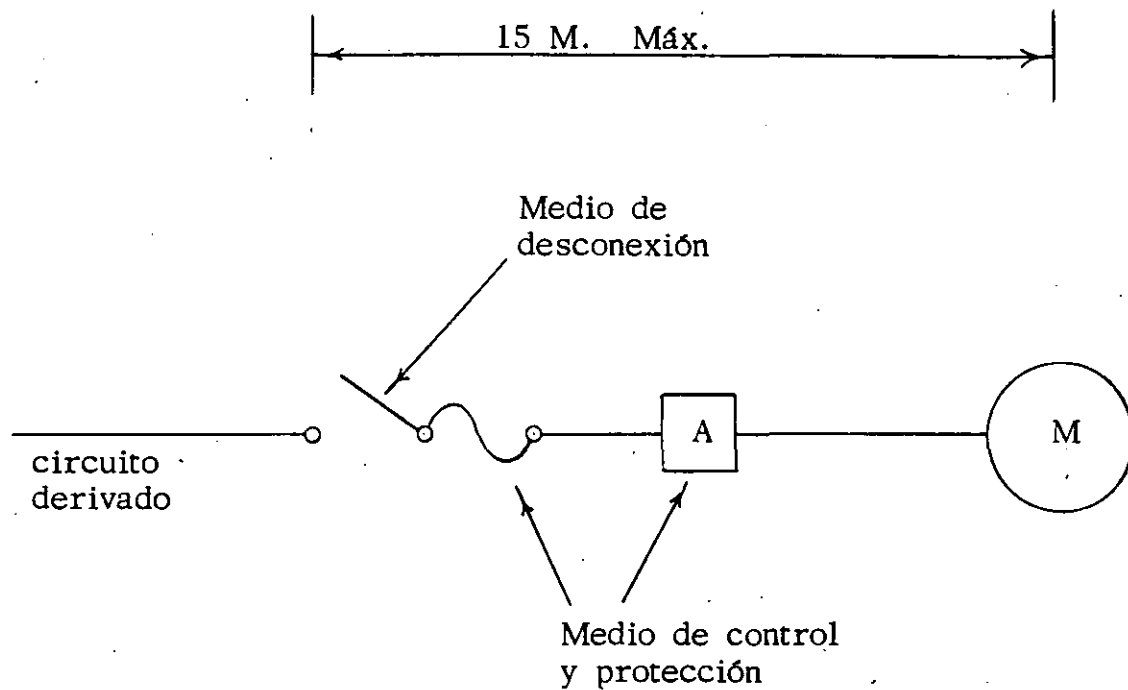 15 M. Máx.
Medio de
desconexión
A
M
circuito
derivado
Medio de control
y protección